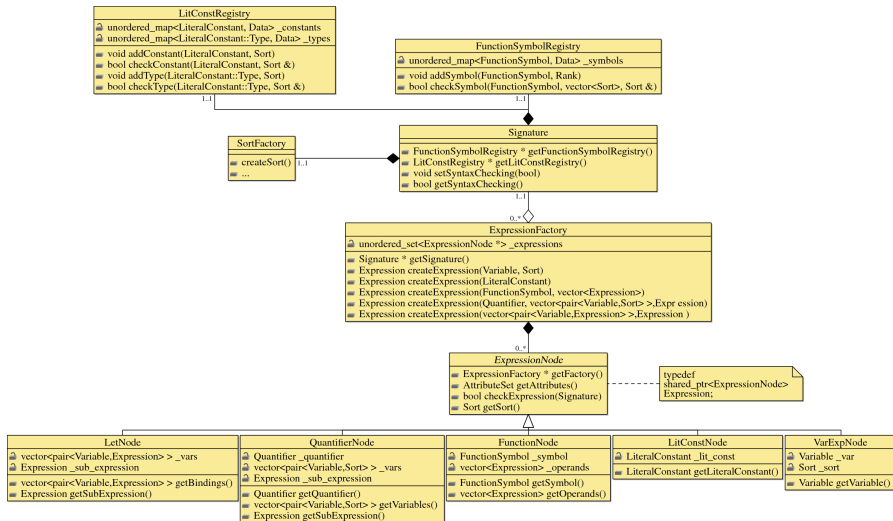 LitConstRegistry
unordered_map<LiteralConstant, Data> _constants
unordered_map<LiteralConstant::Type, Data> _types
void addConstant(LiteralConstant, Sort)
bool checkConstant(LiteralConstant, Sort &)
void addType(LiteralConstant::Type, Sort)
bool checkType(LiteralConstant::Type, Sort &)
1..1
FunctionSymbolRegistry
unordered_map<FunctionSymbol, Data> _symbols
void addSymbol(FunctionSymbol, Rank)
bool checkSymbol(FunctionSymbol, vector<Sort>, Sort &)
1..1
SortFactory
createSort()
...
1..1
Signature
FunctionSymbolRegistry * getFunctionSymbolRegistry()
LitConstRegistry * getLitConstRegistry()
void setSyntaxChecking(bool)
bool getSyntaxChecking()
1..1
0..*
ExpressionFactory
unordered_set<ExpressionNode *> _expressions
Signature * getSignature()
Expression createExpression(Variable, Sort)
Expression createExpression(LiteralConstant)
Expression createExpression(FunctionSymbol, vector<Expression>)
Expression createExpression(Quantifier, vector<pair<Variable,Sort> >,Expr ession)
Expression createExpression(vector<pair<Variable,Expression> >,Expression )
0..*
ExpressionNode
ExpressionFactory * getFactory()
AttributeSet getAttributes()
bool checkExpression(Signature)
Sort getSort()
typedef
shared_ptr<ExpressionNode>
Expression;
LetNode
vector<pair<Variable,Expression> > _vars
Expression _sub_expression
vector<pair<Variable,Expression> > getBindings()
Expression getSubExpression()
QuantifierNode
Quantifier _quantifier
vector<pair<Variable,Sort> > _vars
Expression _sub_expression
Quantifier getQuantifier()
vector<pair<Variable,Sort> > getVariables()
Expression getSubExpression()
FunctionNode
FunctionSymbol _symbol
vector<Expression> _operands
FunctionSymbol getSymbol()
vector<Expression> getOperands()
LitConstNode
LiteralConstant _lit_const
LiteralConstant getLiteralConstant()
VarExpNode
Variable _var
Sort _sort
Variable getVariable()